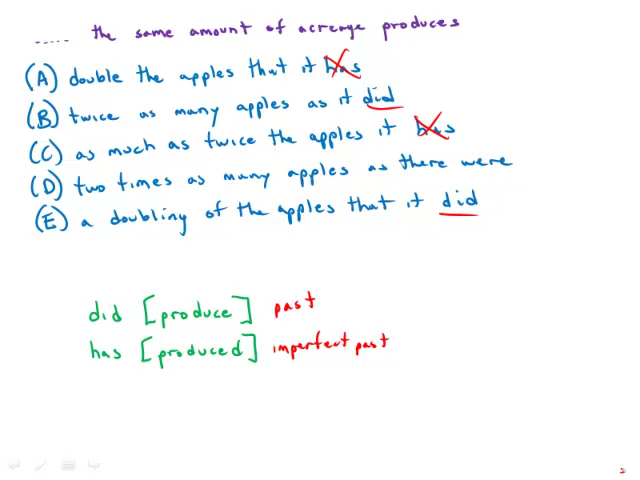 ..... the same amount of acreage produces
(A) double the apples that it has
(B) twice as many apples as it did
(C) as much as twice the apples it has
(D) two times as many apples as there were
(E) a doubling of the apples that it did
did [produce] past
has [produced] imperfect past
2